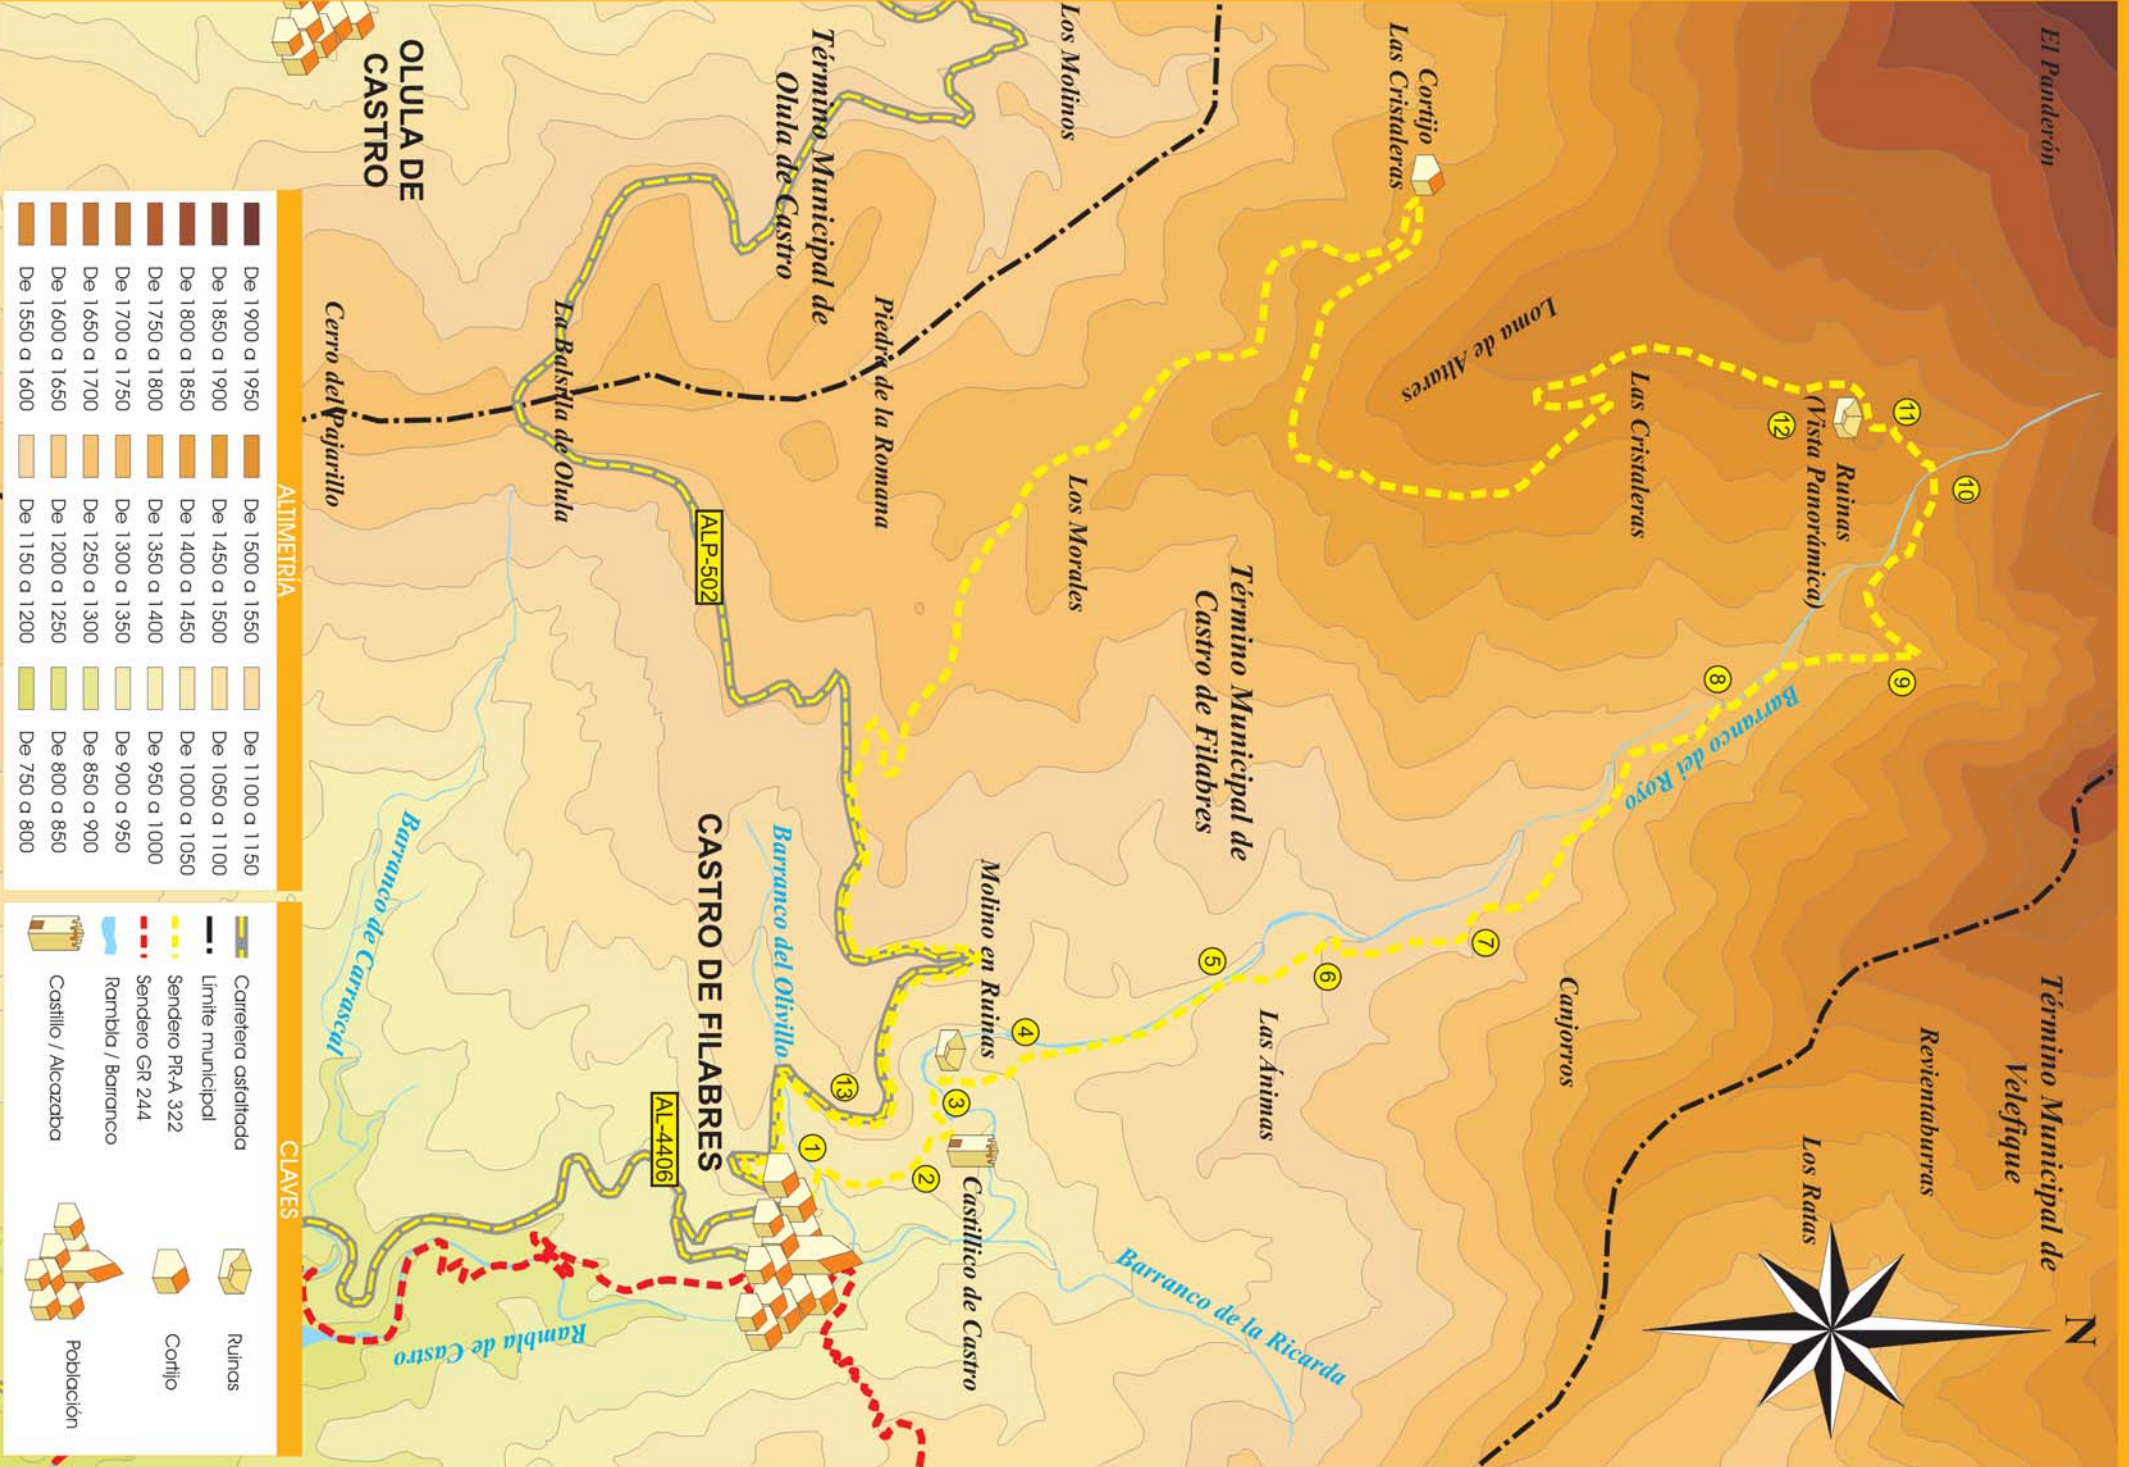 El Panderón
Término Municipal de
Velefique
Revientaburras
Los Ratas
N
11
10
Ruinas
(Vista Panorámica)
12
9
8
Barranco del Royo
Las Cristaleras
Loma de Altares
Cortijo
Las Cristaleras
Canjorros
7
6
5
Las Ánimas
Término Municipal de
Castro de Filabres
Los Molinos
Los Morales
4
Molino en Ruinas
3
2
Castillico de Castro
Barranco de la Ricarda
Piedra de la Romana
Término Municipal de
Olula de Castro
13
1
Barranco del Olivillo
ALP-502
CASTRO DE FILABRES
AL-4406
La Balsilla de Olula
Rambla de Castro
OLULA DE
CASTRO
Barranco de Carrascal
Cerro del Pajarillo
ALTIMETRÍA
De 1900 a 1950
De 1850 a 1900
De 1800 a 1850
De 1750 a 1800
De 1700 a 1750
De 1650 a 1700
De 1600 a 1650
De 1550 a 1600
De 1500 a 1550
De 1450 a 1500
De 1400 a 1450
De 1350 a 1400
De 1300 a 1350
De 1250 a 1300
De 1200 a 1250
De 1150 a 1200
De 1100 a 1150
De 1050 a 1100
De 1000 a 1050
De 950 a 1000
De 900 a 950
De 850 a 900
De 800 a 850
De 750 a 800
CLAVES
Carretera asfaltada
Límite municipal
Sendero PR-A 322
Sendero GR 244
Rambla / Barranco
Castillo / Alcazaba
Ruinas
Cortijo
Población